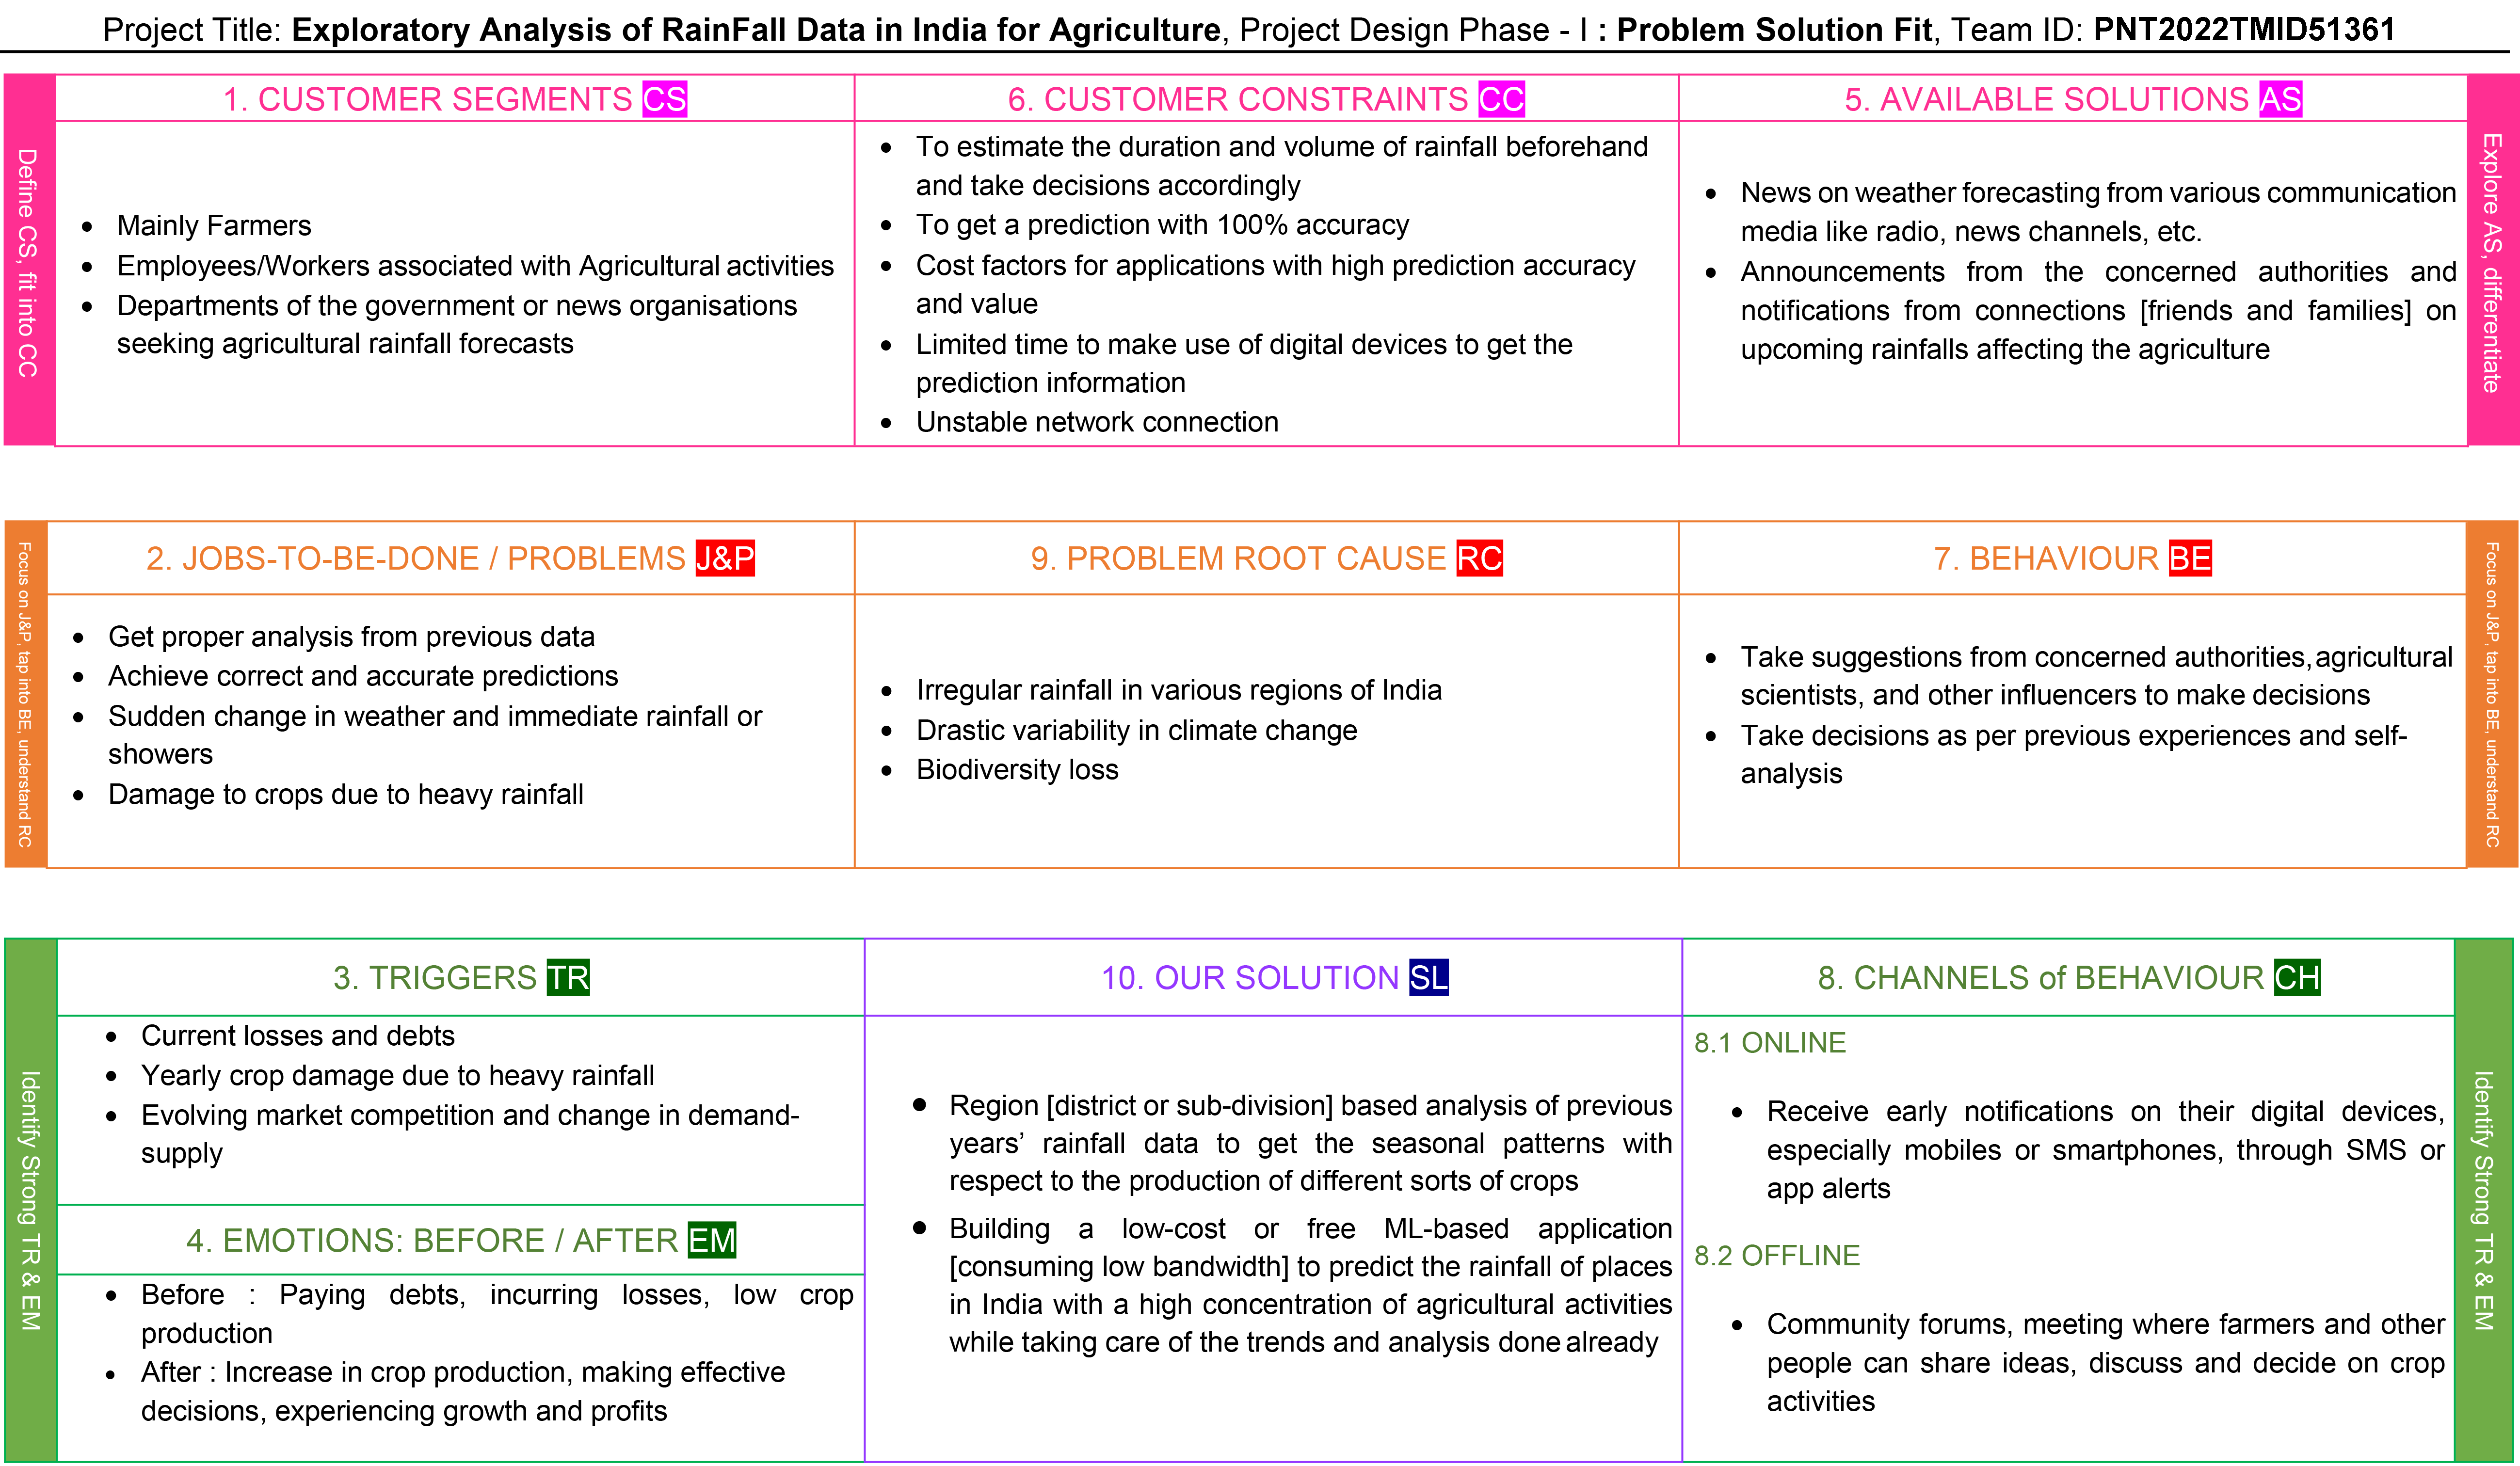 Project Title: Exploratory Analysis of RainFall Data in India for Agriculture, Project Design Phase - I : Problem Solution Fit, Team ID: PNT2022TMID51361
Define CS, fit into CC
1. CUSTOMER SEGMENTS CS
• Mainly Farmers
• Employees/Workers associated with Agricultural activities
• Departments of the government or news organisations
seeking agricultural rainfall forecasts
6. CUSTOMER CONSTRAINTS CC
• To estimate the duration and volume of rainfall beforehand
and take decisions accordingly
• To get a prediction with 100% accuracy
• Cost factors for applications with high prediction accuracy
and value
• Limited time to make use of digital devices to get the
prediction information
• Unstable network connection
5. AVAILABLE SOLUTIONS AS
• News on weather forecasting from various communication
media like radio, news channels, etc.
• Announcements from the concerned authorities and
notifications from connections [friends and families] on
upcoming rainfalls affecting the agriculture
Explore AS, differentiate
Focus on J&P, tap into BE, understand RC
2. JOBS-TO-BE-DONE / PROBLEMS J&P
• Get proper analysis from previous data
• Achieve correct and accurate predictions
• Sudden change in weather and immediate rainfall or
showers
• Damage to crops due to heavy rainfall
9. PROBLEM ROOT CAUSE RC
• Irregular rainfall in various regions of India
• Drastic variability in climate change
• Biodiversity loss
7. BEHAVIOUR BE
• Take suggestions from concerned authorities, agricultural
scientists, and other influencers to make decisions
• Take decisions as per previous experiences and self-
analysis
Focus on J&P, tap into BE, understand RC
Identify Strong TR & EM
3. TRIGGERS TR
• Current losses and debts
• Yearly crop damage due to heavy rainfall
• Evolving market competition and change in demand-
supply
4. EMOTIONS: BEFORE / AFTER EM
• Before : Paying debts, incurring losses, low crop
production
• After : Increase in crop production, making effective
decisions, experiencing growth and profits
10. OUR SOLUTION SL
• Region [district or sub-division] based analysis of previous
years’ rainfall data to get the seasonal patterns with
respect to the production of different sorts of crops
• Building a low-cost or free ML-based application
[consuming low bandwidth] to predict the rainfall of places
in India with a high concentration of agricultural activities
while taking care of the trends and analysis done already
8. CHANNELS of BEHAVIOUR CH
8.1 ONLINE
• Receive early notifications on their digital devices,
especially mobiles or smartphones, through SMS or
app alerts
8.2 OFFLINE
• Community forums, meeting where farmers and other
people can share ideas, discuss and decide on crop
activities
Identify Strong TR & EM